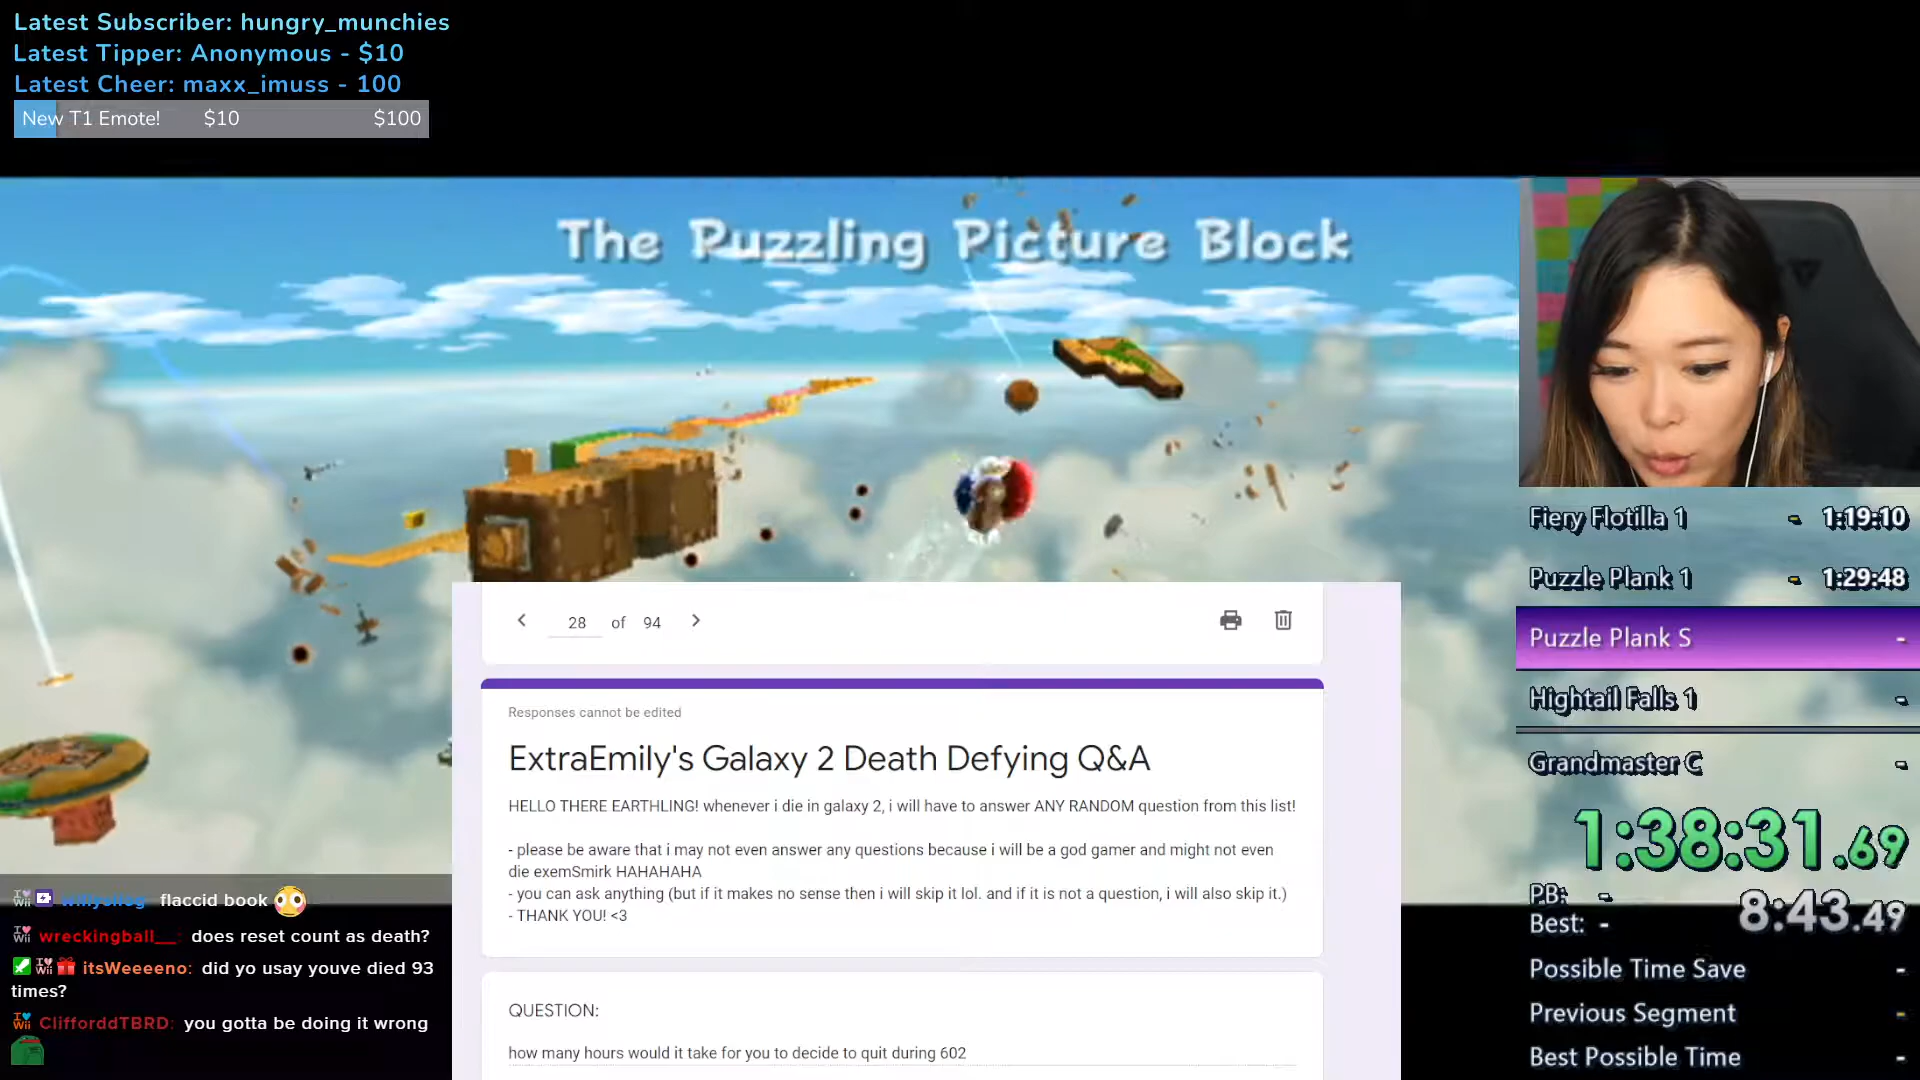 Latest Subscriber: hungry_munchies
Latest Tipper: Anonymous - $10
Latest Cheer: maxx_imuss - 100
New T1 Emote! $10 $100
The Puzzling Picture Block
Fiery Flotilla 1 - 1:19:10
Puzzle Plank 1 - 1:29:48
Puzzle Plank S -
Hightail Falls 1 -
Grandmaster C -
1:38:31.69
PB: -
8:43.49
Best: -
Possible Time Save -
Previous Segment -
Best Possible Time -
28 of 94
Responses cannot be edited
ExtraEmily's Galaxy 2 Death Defying Q&A
HELLO THERE EARTHLING! whenever i die in galaxy 2, i will have to answer ANY RANDOM question from this list!
- please be aware that i may not even answer any questions because i will be a god gamer and might not even
die exemSmirk HAHAHAHA
- you can ask anything (but if it makes no sense then i will skip it lol. and if it is not a question, i will also skip it.)
- THANK YOU! <3
QUESTION:
how many hours would it take for you to decide to quit during 602
flaccid book
wreckingball__: does reset count as death?
itsWeeeeno: did yo usay youve died 93
times?
ClifforddTBRD: you gotta be doing it wrong